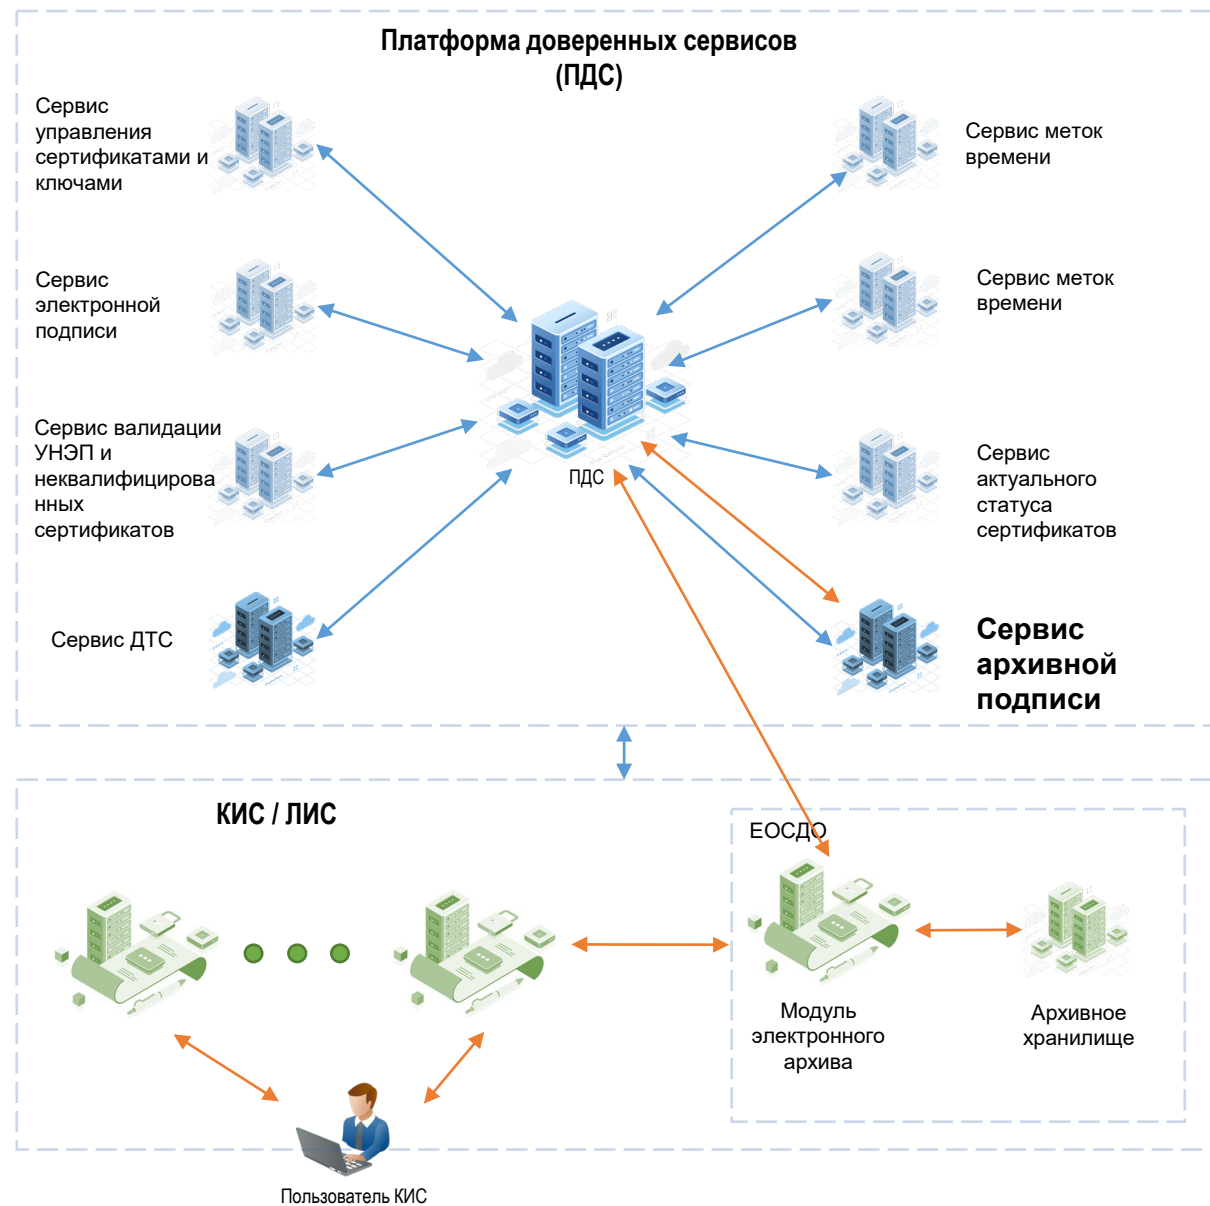 Платформа доверенных сервисов
(ПДС)
Сервис
управления
сертификатами и
ключами
Сервис меток
времени
Сервис
электронной
подписи
Сервис меток
времени
Сервис валидации
УНЭП и
неквалифицирова
нных
сертификатов
ПДС
Сервис
актуального
статуса
сертификатов
Сервис ДТС
Сервис
архивной
подписи
КИС / ЛИС
ЕОСДО
Модуль
электронного
архива
Архивное
хранилище
Пользователь КИС